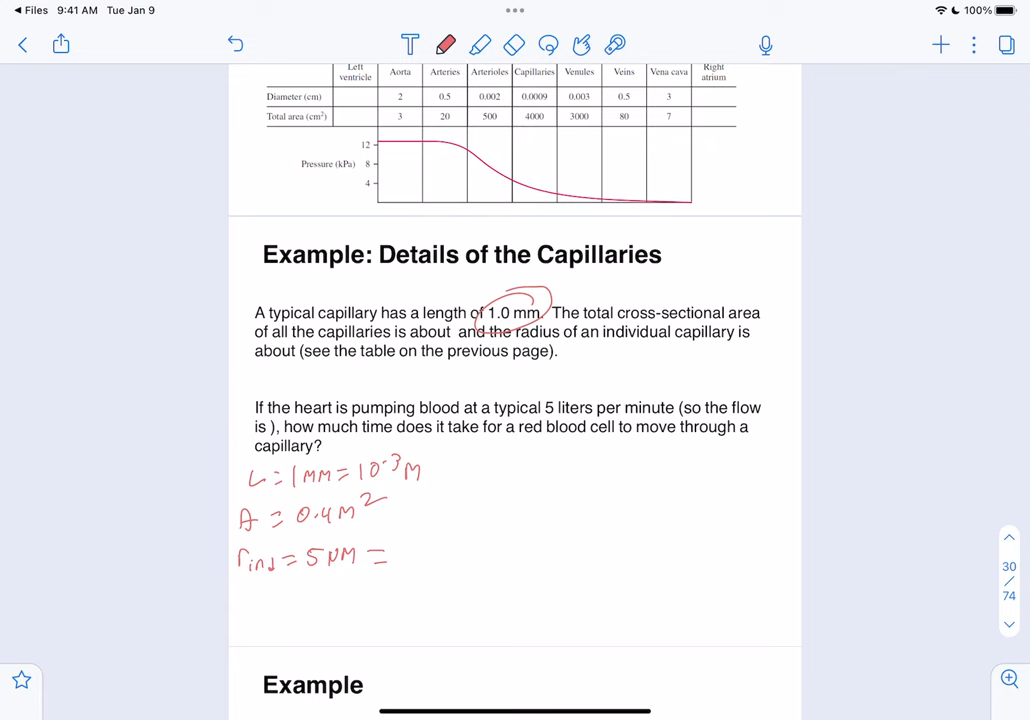 Files 9:41 AM Tue Jan 9
100%
Left ventricle Aorta Arteries Arterioles Capillaries Venules Veins Vena cava Right atrium
Diameter (cm) 2 0.5 0.002 0.0009 0.003 0.5 3
Total area (cm²) 3 20 500 4000 3000 80 7
12
Pressure (kPa) 8
4
Example: Details of the Capillaries
A typical capillary has a length of 1.0 mm. The total cross-sectional area
of all the capillaries is about and the radius of an individual capillary is
about (see the table on the previous page).
If the heart is pumping blood at a typical 5 liters per minute (so the flow
is ), how much time does it take for a red blood cell to move through a
capillary?
L = 1 mm = 10⁻³ m
A = 0.4 m²
r_ind = 5 μm =
30
/
74
Example